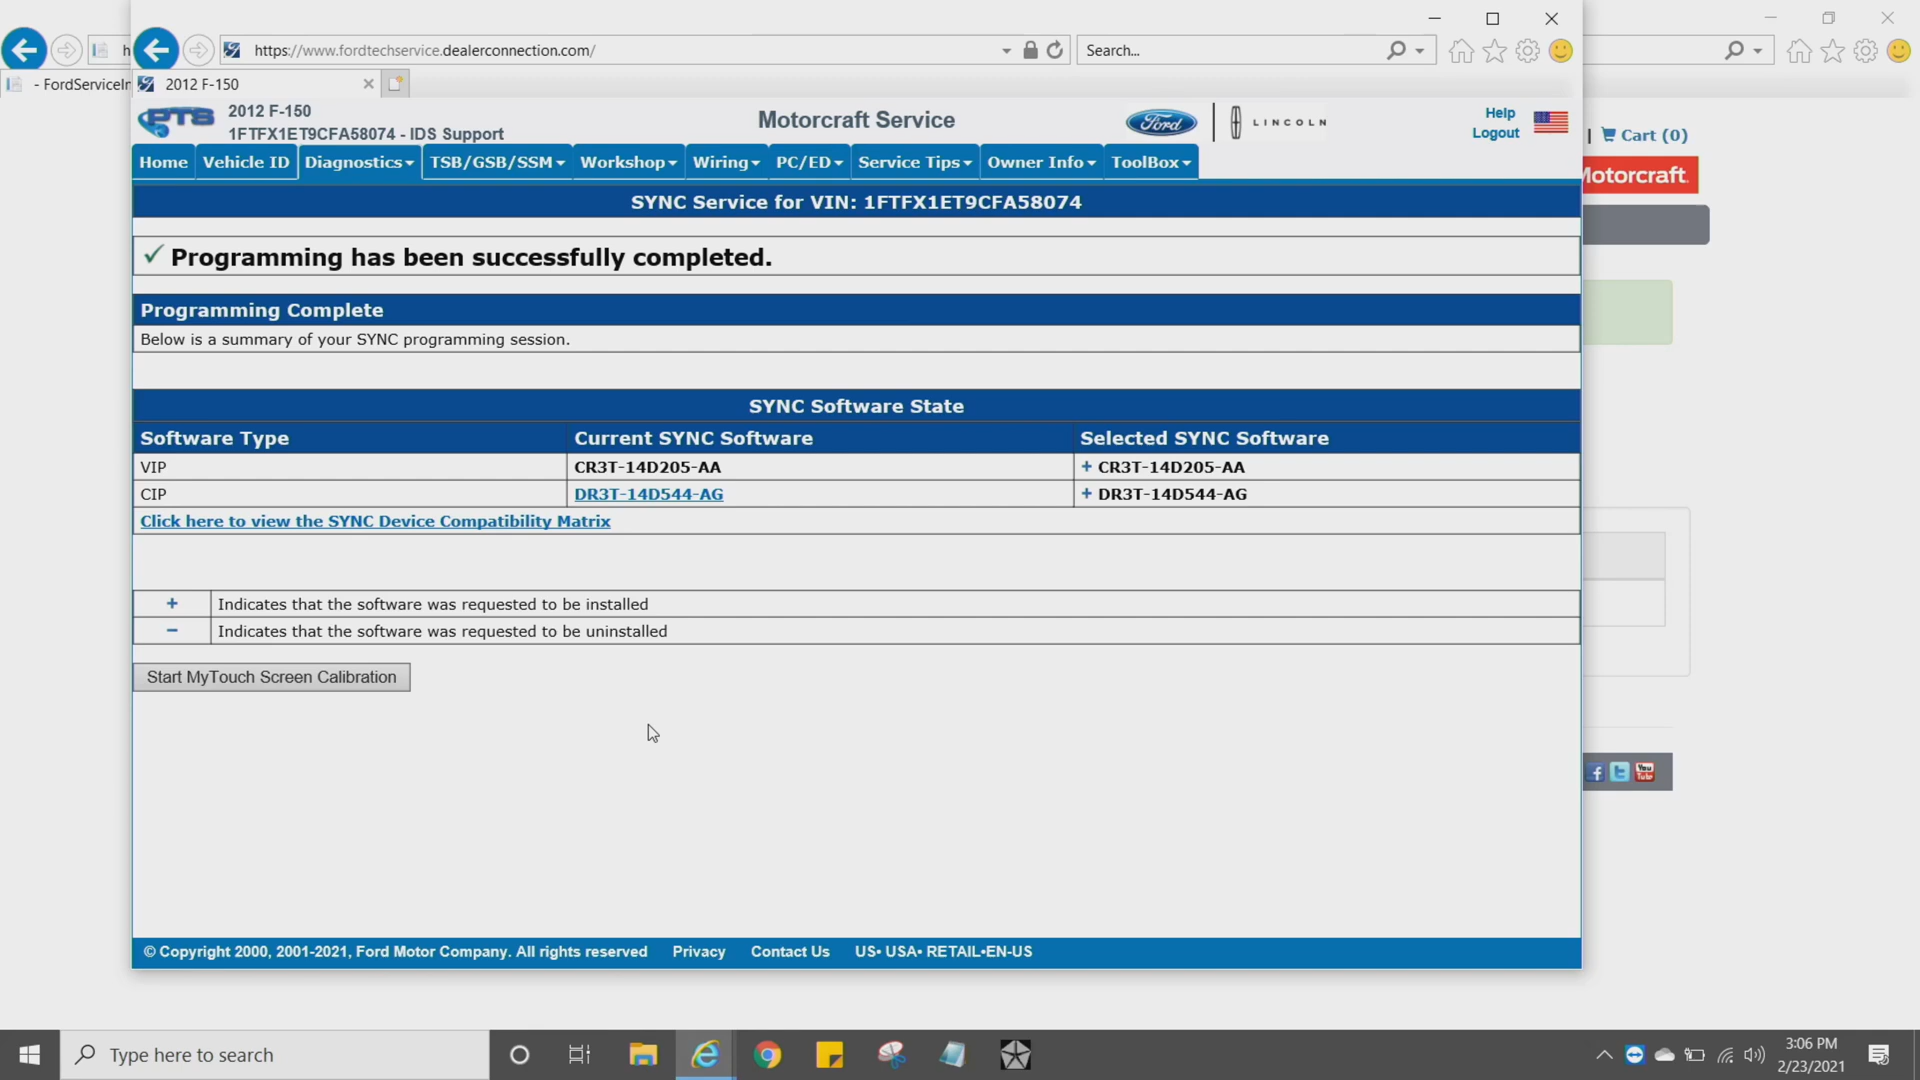 https://www.fordtechservice.dealerconnection.com/
Search...
- FordServiceIn
2012 F-150
PTS
2012 F-150
1FTFX1ET9CFA58074 - IDS Support
Motorcraft Service
Ford
LINCOLN
Help
Logout
| Cart (0)
Motorcraft.
Home
Vehicle ID
Diagnostics
TSB/GSB/SSM
Workshop
Wiring
PC/ED
Service Tips
Owner Info
ToolBox
SYNC Service for VIN: 1FTFX1ET9CFA58074
✓ Programming has been successfully completed.
Programming Complete
Below is a summary of your SYNC programming session.
SYNC Software State
Software Type Current SYNC Software Selected SYNC Software
VIP CR3T-14D205-AA + CR3T-14D205-AA
CIP DR3T-14D544-AG + DR3T-14D544-AG
Click here to view the SYNC Device Compatibility Matrix
+ Indicates that the software was requested to be installed
− Indicates that the software was requested to be uninstalled
Start MyTouch Screen Calibration
You Tube
© Copyright 2000, 2001-2021, Ford Motor Company. All rights reserved Privacy Contact Us US• USA• RETAIL•EN-US
Type here to search
3:06 PM
2/23/2021